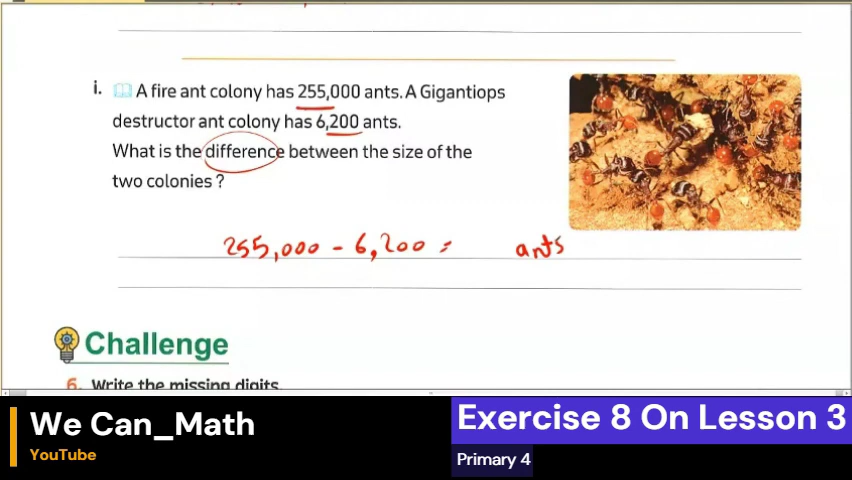 i. A fire ant colony has 255,000 ants. A Gigantiops
destructor ant colony has 6,200 ants.
What is the difference between the size of the
two colonies ?
255,000 - 6,200 = ants
Challenge
6. Write the missing digits.
We Can_Math
YouTube
Exercise 8 On Lesson 3
Primary 4